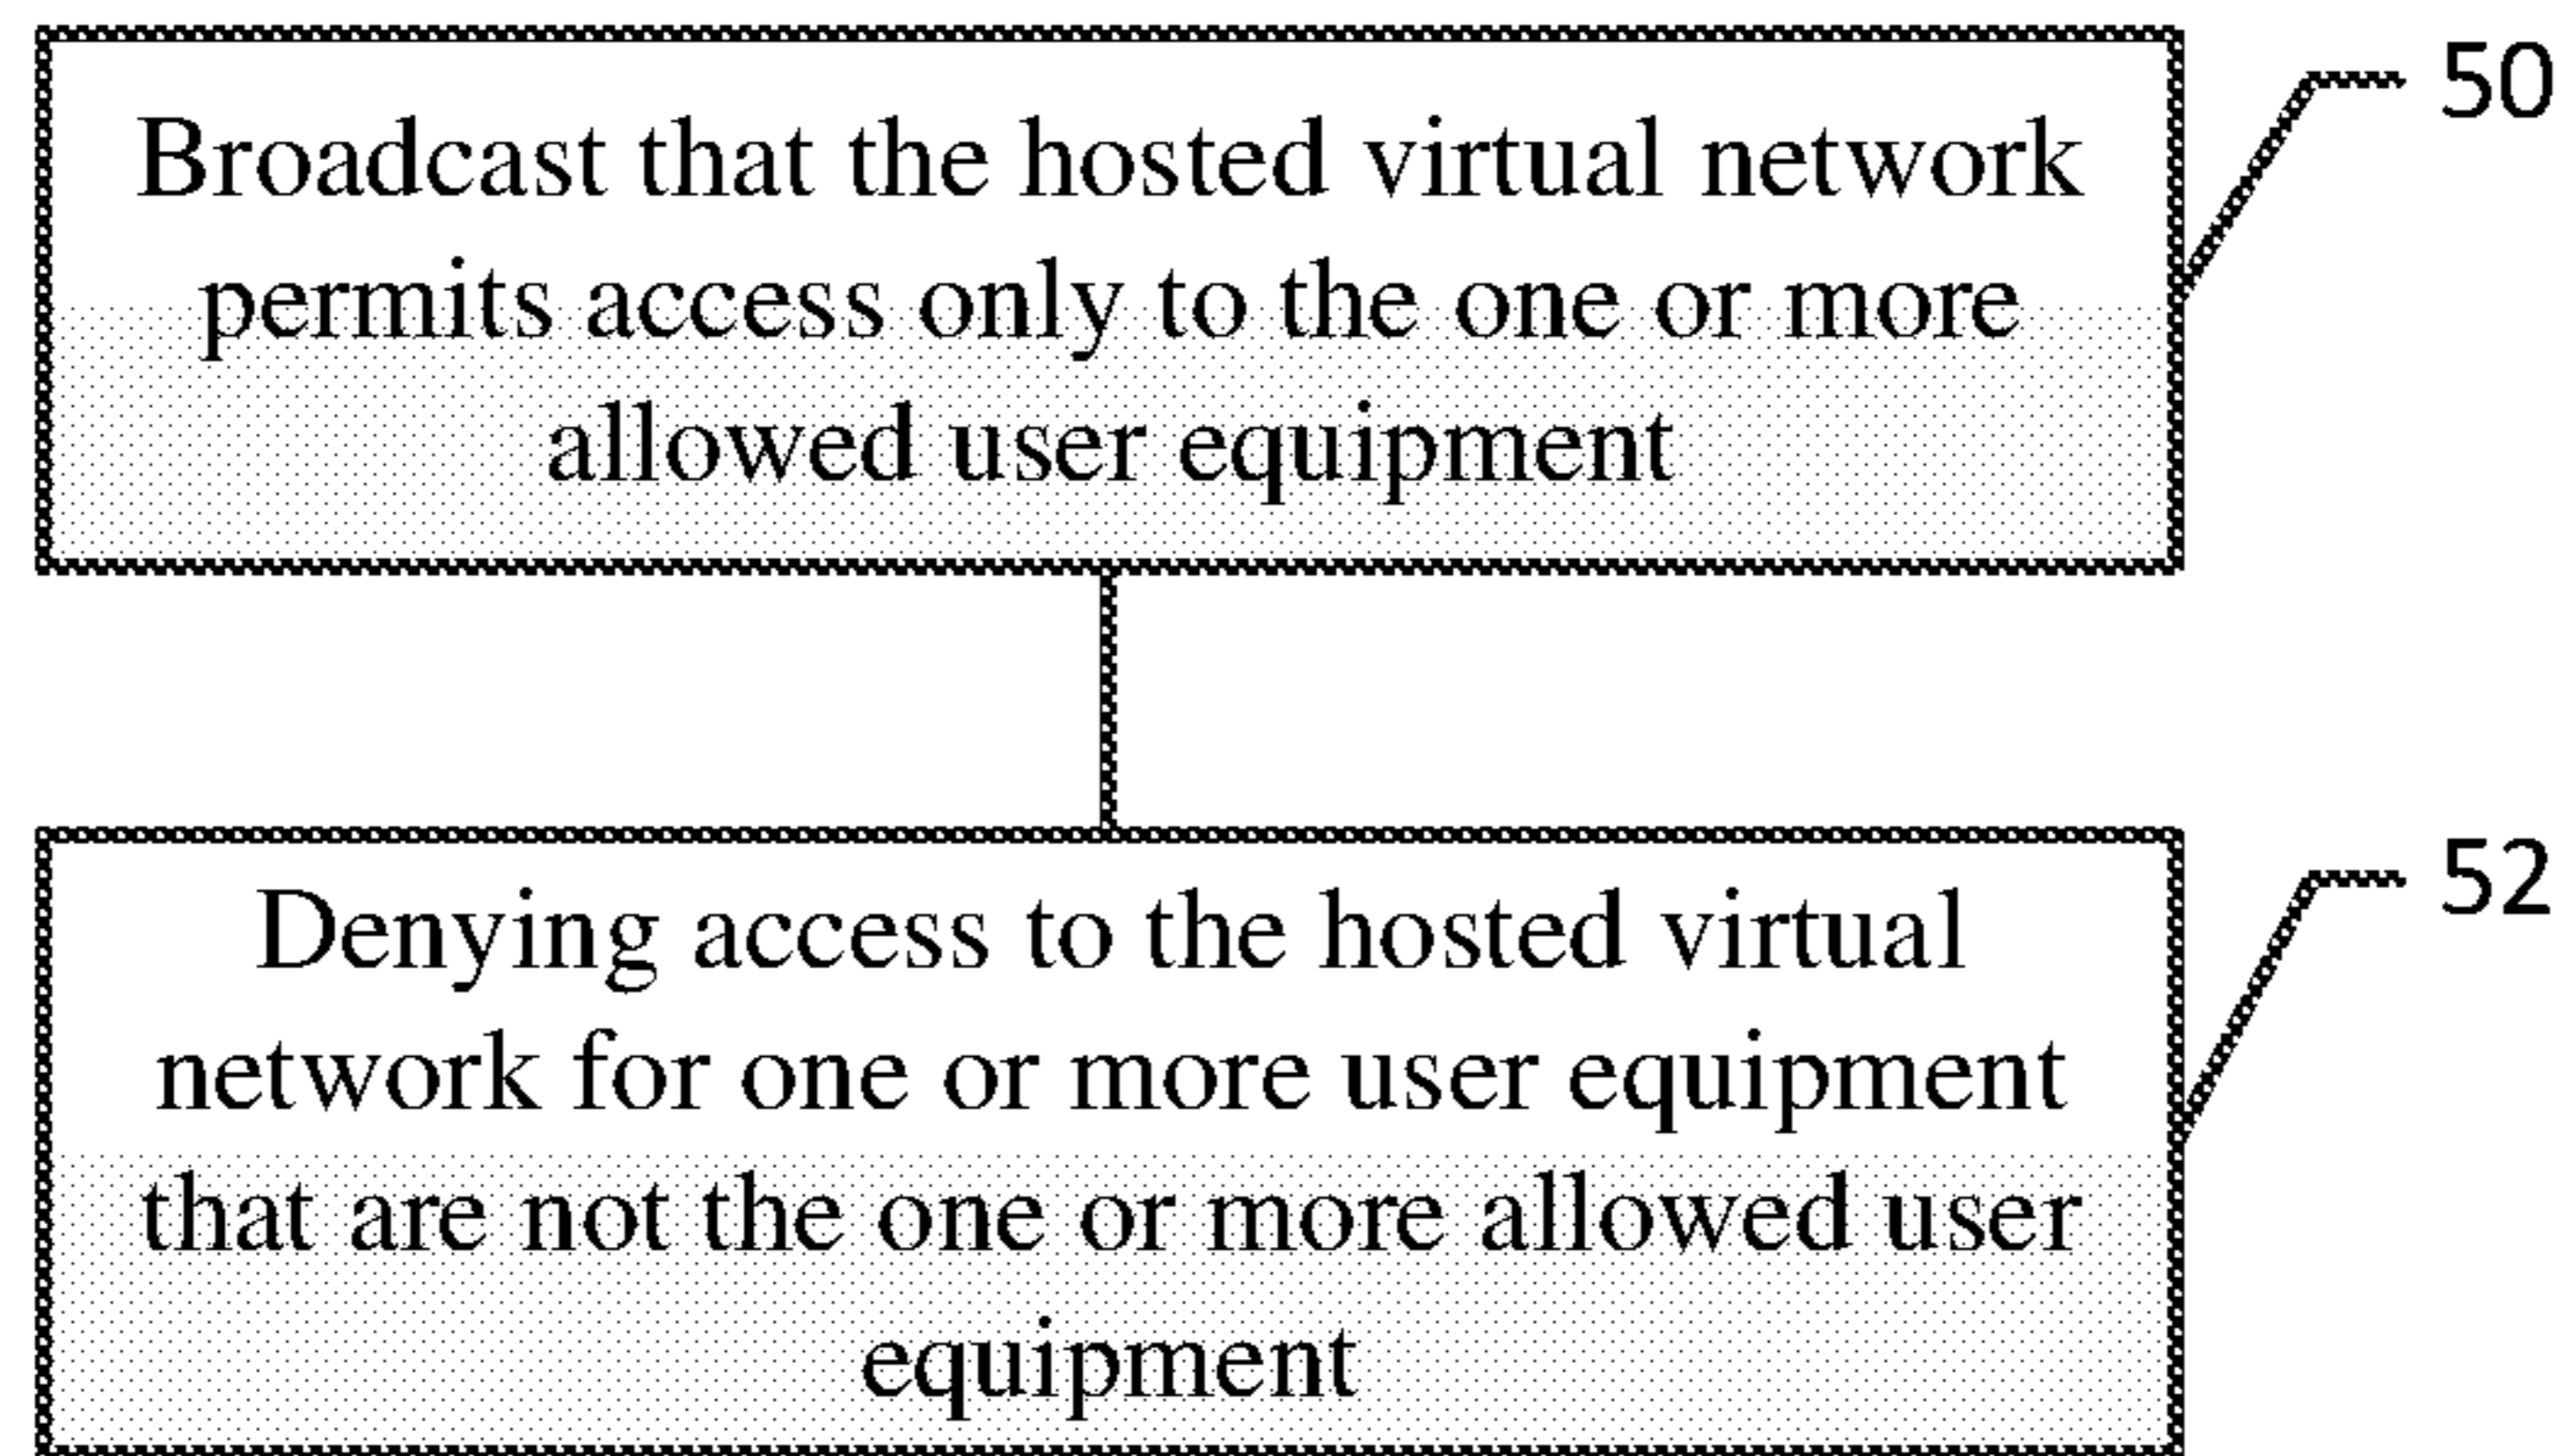 Broadcast that the hosted virtual network
permits access only to the one or more
allowed user equipment
50
Denying access to the hosted virtual
network for one or more user equipment
that are not the one or more allowed user
equipment
52